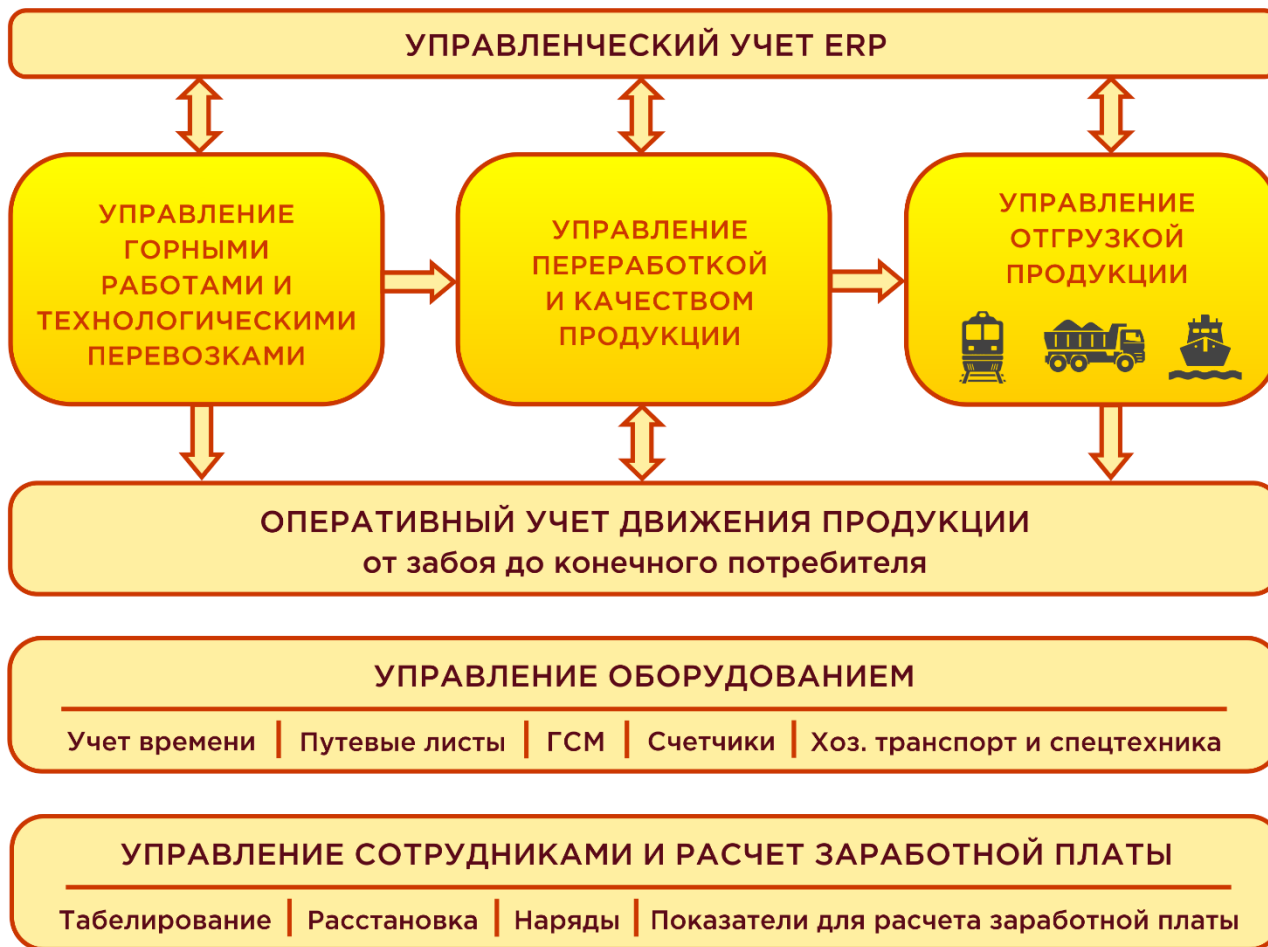 УПРАВЛЕНЧЕСКИЙ УЧЕТ ERP
УПРАВЛЕНИЕ
ГОРНЫМИ
РАБОТАМИ И
ТЕХНОЛОГИЧЕСКИМИ
ПЕРЕВОЗКАМИ
УПРАВЛЕНИЕ
ПЕРЕРАБОТКОЙ
И КАЧЕСТВОМ
ПРОДУКЦИИ
УПРАВЛЕНИЕ
ОТГРУЗКОЙ
ПРОДУКЦИИ
ОПЕРАТИВНЫЙ УЧЕТ ДВИЖЕНИЯ ПРОДУКЦИИ
от забоя до конечного потребителя
УПРАВЛЕНИЕ ОБОРУДОВАНИЕМ
Учет времени | Путевые листы | ГСМ | Счетчики | Хоз. транспорт и спецтехника
УПРАВЛЕНИЕ СОТРУДНИКАМИ И РАСЧЕТ ЗАРАБОТНОЙ ПЛАТЫ
Табелирование | Расстановка | Наряды | Показатели для расчета заработной платы